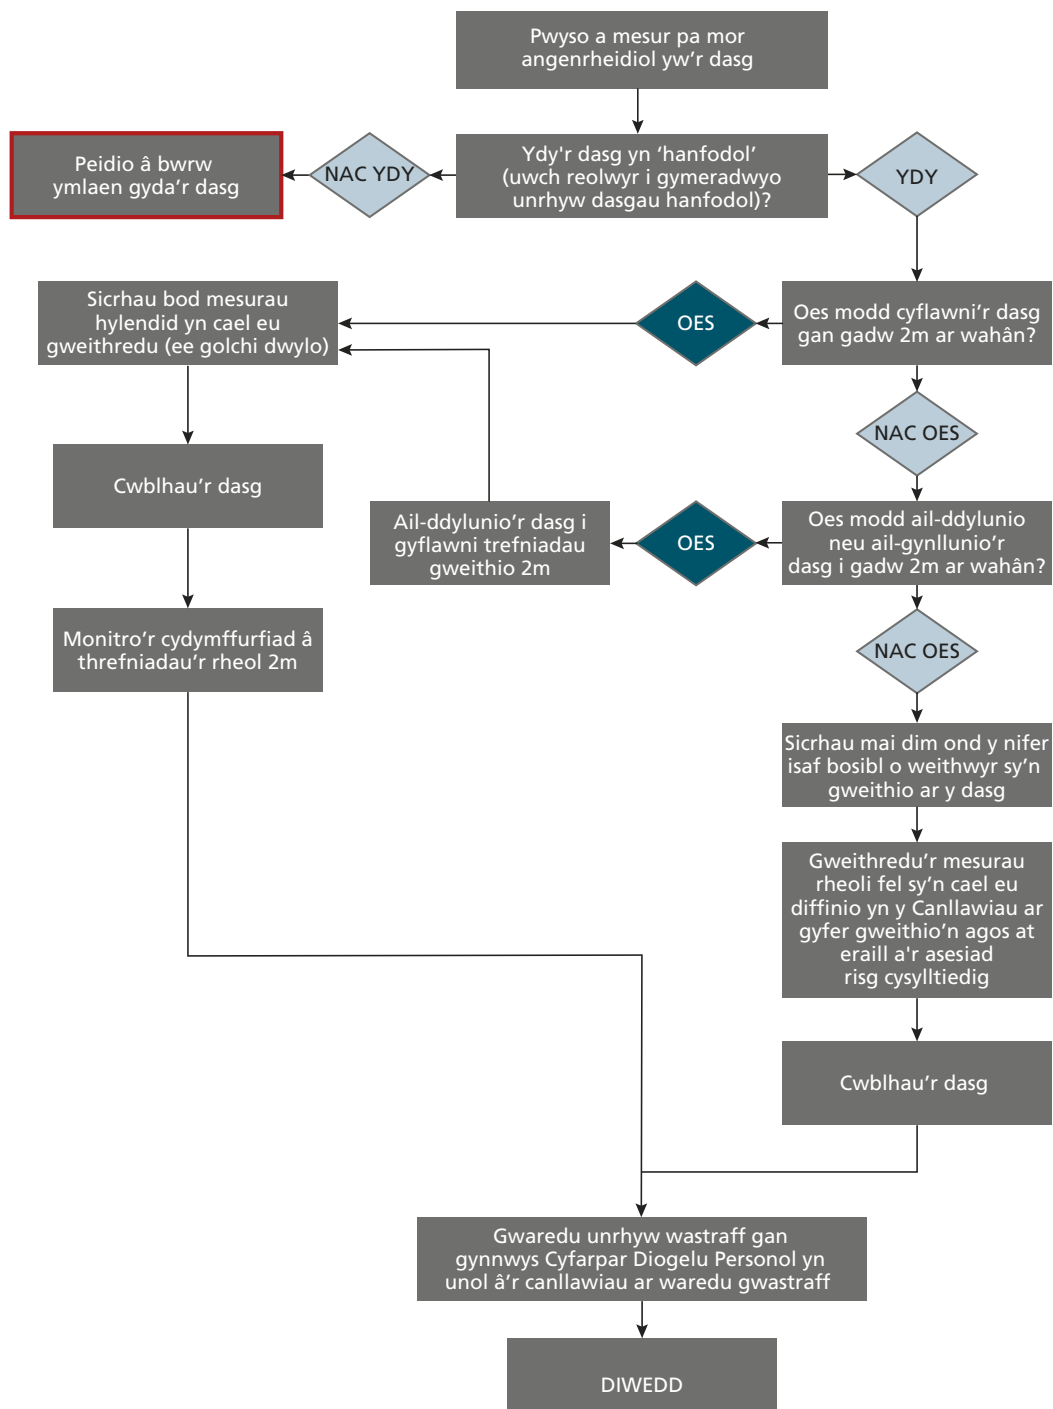 Pwyso a mesur pa mor
angenrheidiol yw’r dasg
Peidio â bwrw
ymlaen gyda’r dasg
NAC YDY
Ydy'r dasg yn ‘hanfodol’
(uwch reolwyr i gymeradwyo
unrhyw dasgau hanfodol)?
YDY
Sicrhau bod mesurau
hylendid yn cael eu
gweithredu (ee golchi dwylo)
OES
Oes modd cyflawni’r dasg
gan gadw 2m ar wahân?
NAC OES
Cwblhau’r dasg
Ail-ddylunio’r dasg i
gyflawni trefniadau
gweithio 2m
OES
Oes modd ail-ddylunio
neu ail-gynllunio’r
dasg i gadw 2m ar wahân?
Monitro’r cydymffurfiad â
threfniadau’r rheol 2m
NAC OES
Sicrhau mai dim ond y nifer
isaf bosibl o weithwyr sy’n
gweithio ar y dasg
Gweithredu’r mesurau
rheoli fel sy’n cael eu
diffinio yn y Canllawiau ar
gyfer gweithio’n agos at
eraill a'r asesiad
risg cysylltiedig
Cwblhau’r dasg
Gwaredu unrhyw wastraff gan
gynnwys Cyfarpar Diogelu Personol yn
unol â’r canllawiau ar waredu gwastraff
DIWEDD